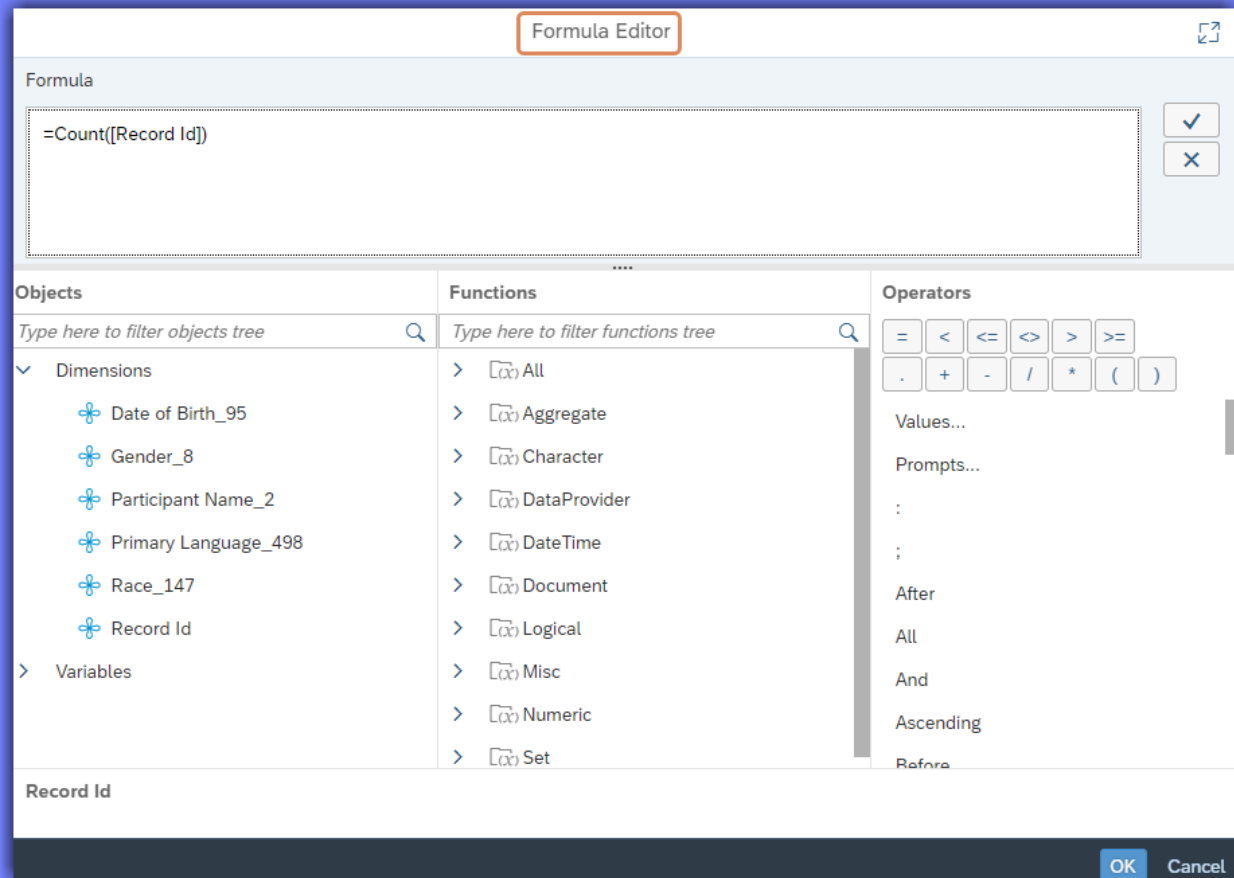 Formula Editor
Formula
=Count([Record Id])
Objects
Type here to filter objects tree
Dimensions
Date of Birth_95
Gender_8
Participant Name_2
Primary Language_498
Race_147
Record Id
Variables
Functions
Type here to filter functions tree
All
Aggregate
Character
DataProvider
DateTime
Document
Logical
Misc
Numeric
Set
Operators
= < <= <> > >=
. + - / * ( )
Values...
Prompts...
:
;
After
All
And
Ascending
Before
Record Id
OK Cancel